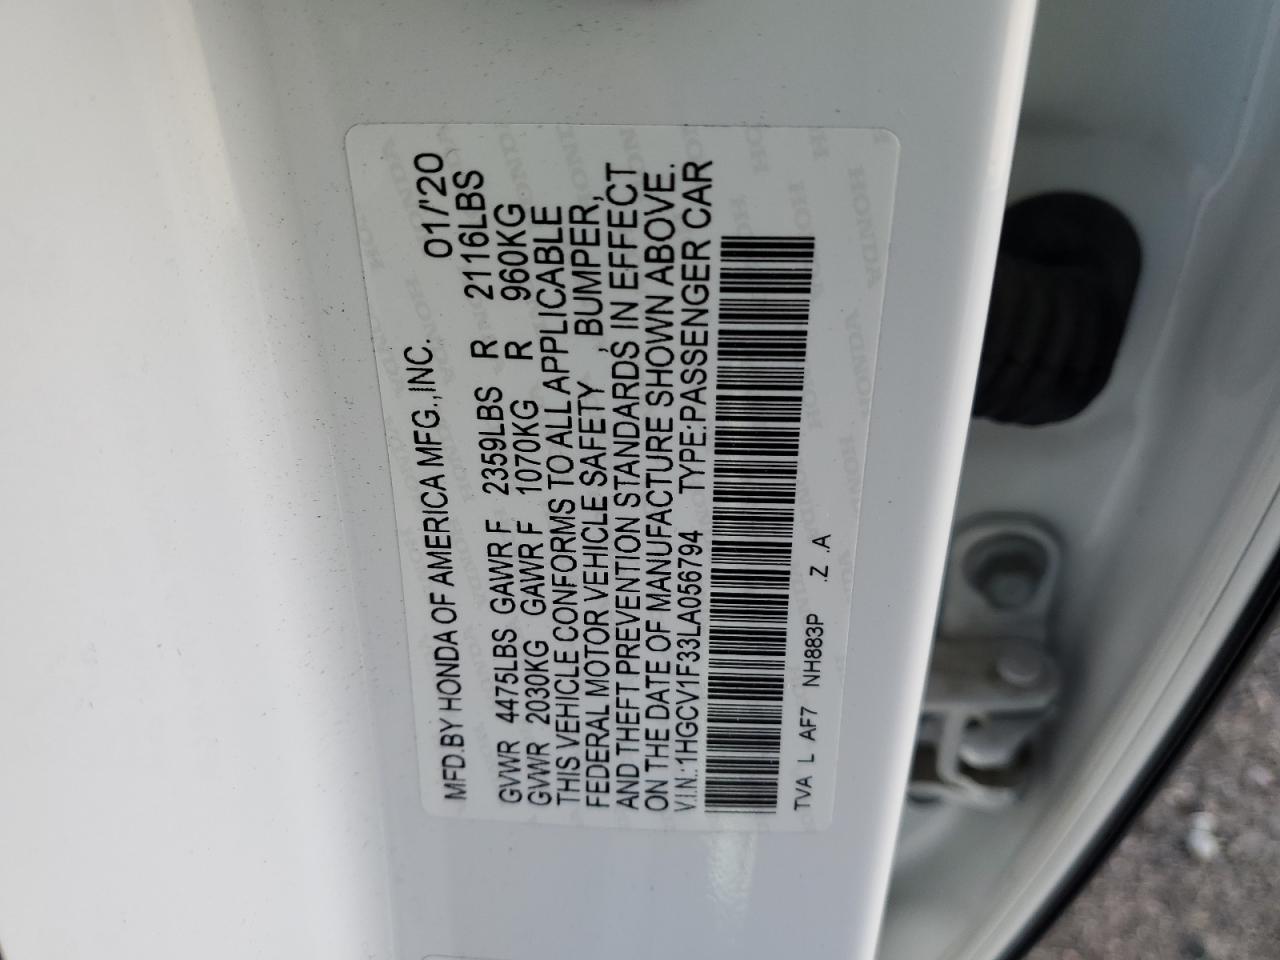 MFD.BY HONDA OF AMERICA MFG.,INC. 01/'20
GVWR 4475LBS GAWR F 2359LBS R 2116LBS
GVWR 2030KG GAWR F 1070KG R 960KG
THIS VEHICLE CONFORMS TO ALL APPLICABLE
FEDERAL MOTOR VEHICLE SAFETY , BUMPER,
AND THEFT PREVENTION STANDARDS IN EFFECT
ON THE DATE OF MANUFACTURE SHOWN ABOVE.
V.I.N.:1HGCV1F33LA056794 TYPE:PASSENGER CAR
TVA L AF7 NH883P .Z .A